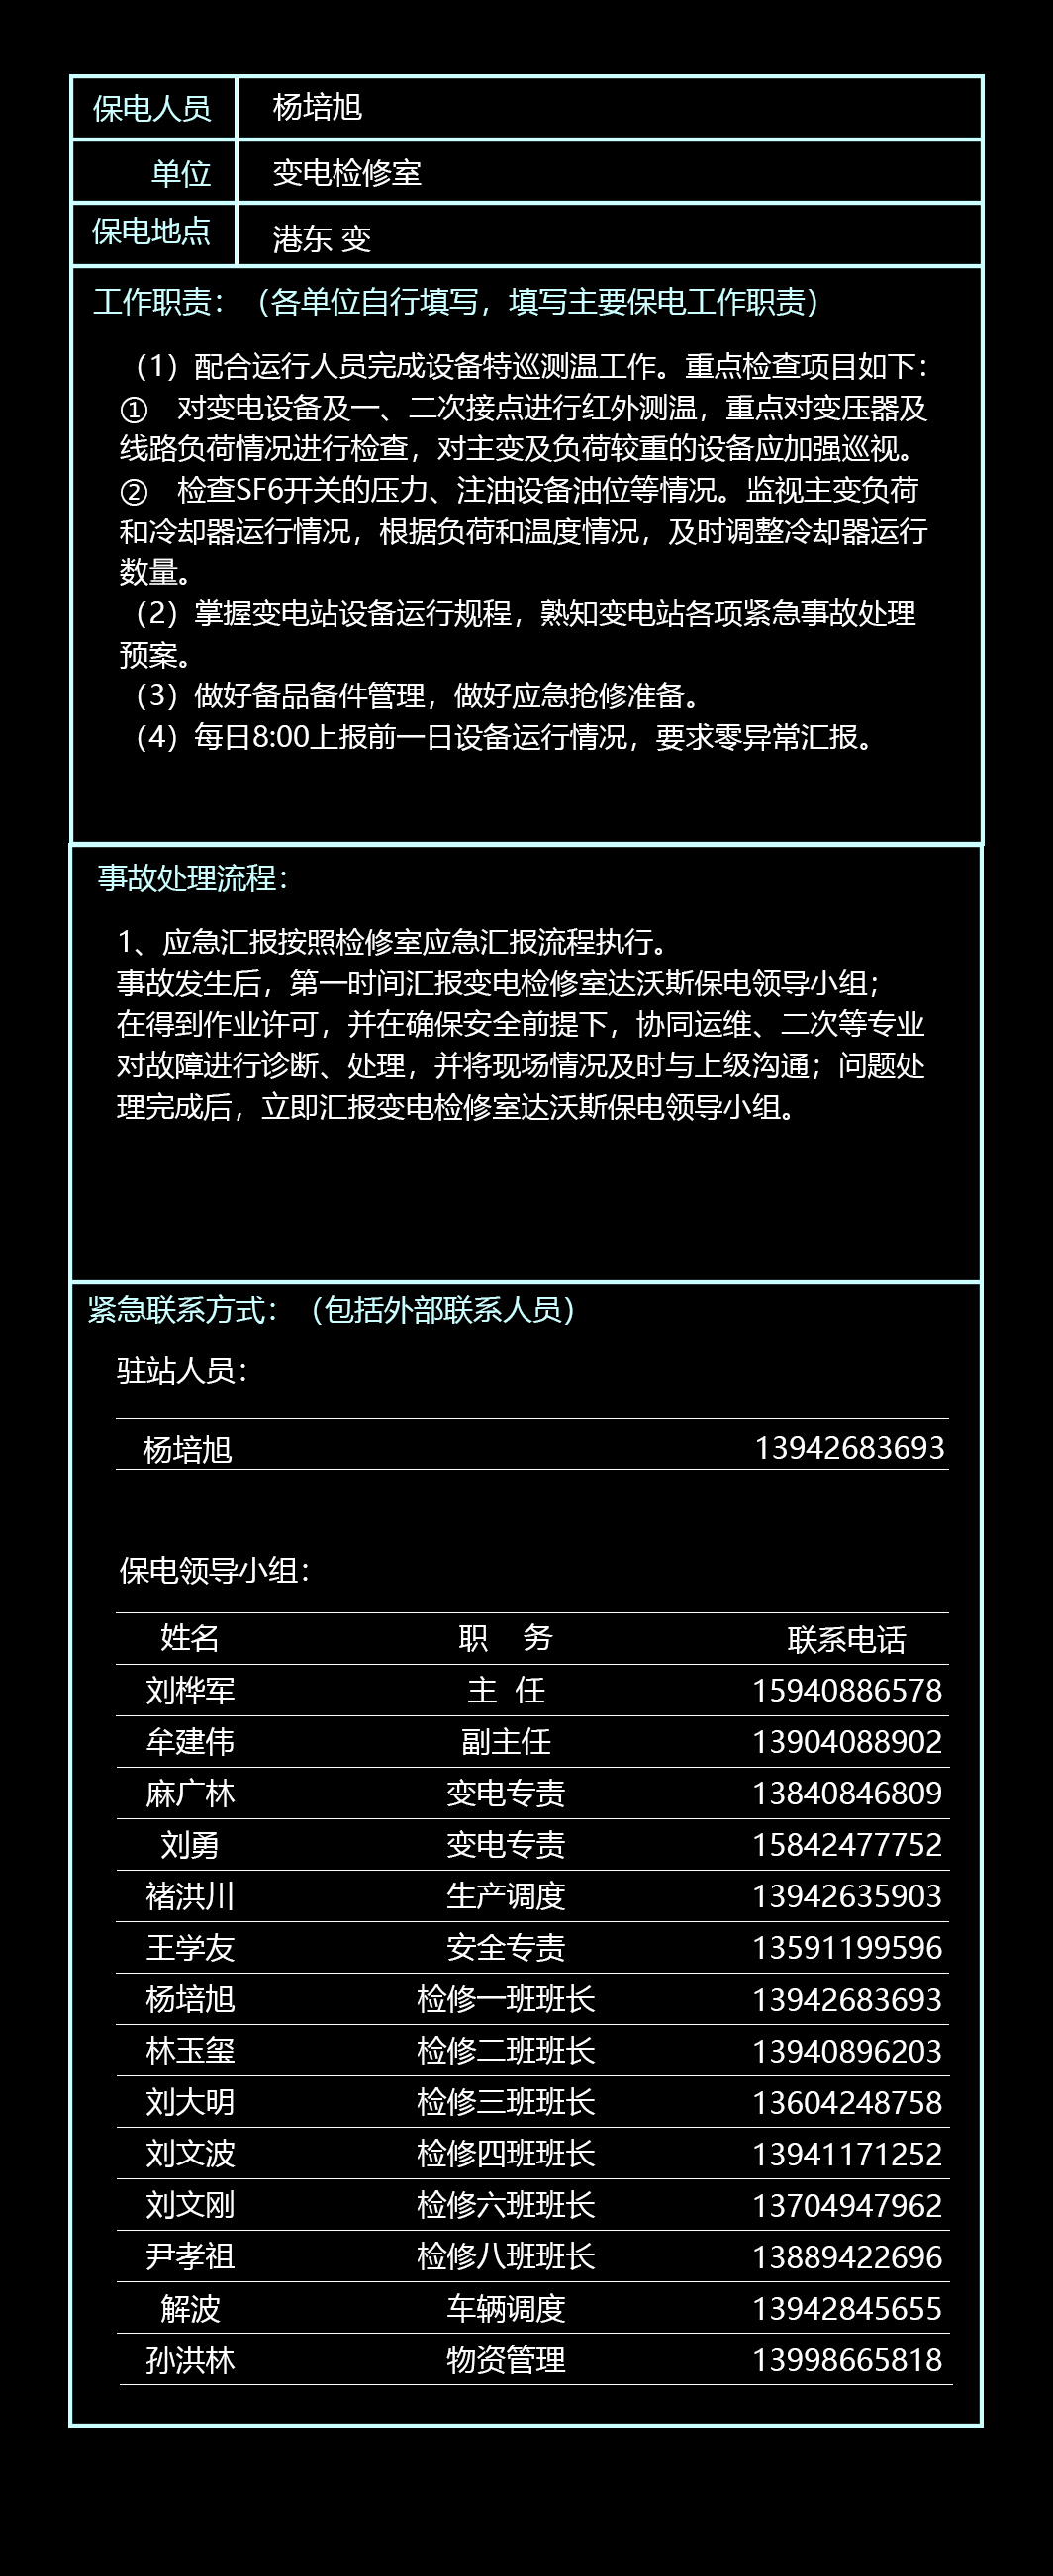 保电人员 杨培旭
单位 变电检修室
保电地点 港东 变
工作职责：（各单位自行填写，填写主要保电工作职责）
（1）配合运行人员完成设备特巡测温工作。重点检查项目如下：
① 对变电设备及一、二次接点进行红外测温，重点对变压器及
线路负荷情况进行检查，对主变及负荷较重的设备应加强巡视。
② 检查SF6开关的压力、注油设备油位等情况。监视主变负荷
和冷却器运行情况，根据负荷和温度情况，及时调整冷却器运行
数量。
（2）掌握变电站设备运行规程，熟知变电站各项紧急事故处理
预案。
（3）做好备品备件管理，做好应急抢修准备。
（4）每日8:00上报前一日设备运行情况，要求零异常汇报。
事故处理流程：
1、应急汇报按照检修室应急汇报流程执行。
事故发生后，第一时间汇报变电检修室达沃斯保电领导小组；
在得到作业许可，并在确保安全前提下，协同运维、二次等专业
对故障进行诊断、处理，并将现场情况及时与上级沟通；问题处
理完成后，立即汇报变电检修室达沃斯保电领导小组。
紧急联系方式：（包括外部联系人员）
驻站人员：
杨培旭 13942683693
保电领导小组：
姓名 职 务 联系电话
刘桦军 主 任 15940886578
牟建伟 副主任 13904088902
麻广林 变电专责 13840846809
刘勇 变电专责 15842477752
褚洪川 生产调度 13942635903
王学友 安全专责 13591199596
杨培旭 检修一班班长 13942683693
林玉玺 检修二班班长 13940896203
刘大明 检修三班班长 13604248758
刘文波 检修四班班长 13941171252
刘文刚 检修六班班长 13704947962
尹孝祖 检修八班班长 13889422696
解波 车辆调度 13942845655
孙洪林 物资管理 13998665818